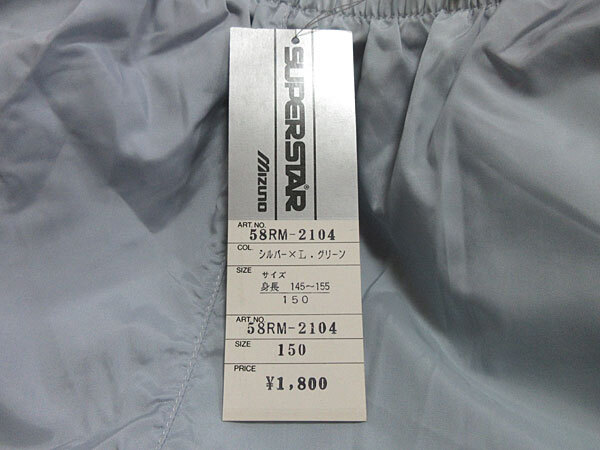 SUPERSTAR®
MIZUNO
ART.NO.
58RM-2104
COL. シルバー×L.グリーン
SIZE サイズ
身長 145~155
150
ART.NO.
58RM-2104
SIZE 150
PRICE
¥1,800